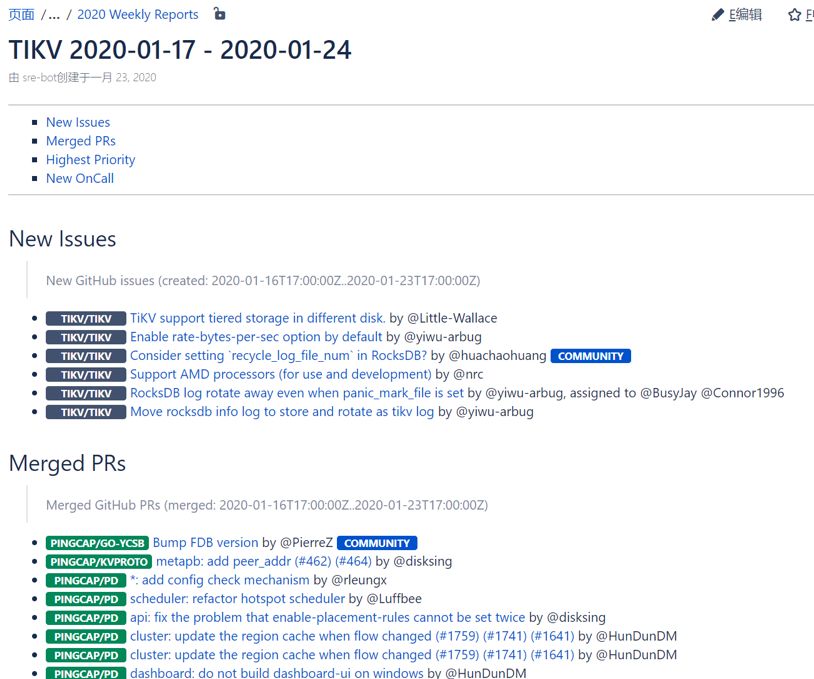 页面 /... / 2020 Weekly Reports
E编辑
TIKV 2020-01-17 - 2020-01-24
由 sre-bot创建于一月 23, 2020
New Issues
Merged PRs
Highest Priority
New OnCall
New Issues
New GitHub issues (created: 2020-01-16T17:00:00Z..2020-01-23T17:00:00Z)
TIKV/TIKV TiKV support tiered storage in different disk. by @Little-Wallace
TIKV/TIKV Enable rate-bytes-per-sec option by default by @yiwu-arbug
TIKV/TIKV Consider setting `recycle_log_file_num` in RocksDB? by @huachaohuang COMMUNITY
TIKV/TIKV Support AMD processors (for use and development) by @nrc
TIKV/TIKV RocksDB log rotate away even when panic_mark_file is set by @yiwu-arbug, assigned to @BusyJay @Connor1996
TIKV/TIKV Move rocksdb info log to store and rotate as tikv log by @yiwu-arbug
Merged PRs
Merged GitHub PRs (merged: 2020-01-16T17:00:00Z..2020-01-23T17:00:00Z)
PINGCAP/GO-YCSB Bump FDB version by @PierreZ COMMUNITY
PINGCAP/KVPROTO metapb: add peer_addr (#462) (#464) by @disksing
PINGCAP/PD *: add config check mechanism by @rleungx
PINGCAP/PD scheduler: refactor hotspot scheduler by @Luffbee
PINGCAP/PD api: fix the problem that enable-placement-rules cannot be set twice by @disksing
PINGCAP/PD cluster: update the region cache when flow changed (#1759) (#1741) (#1641) by @HunDunDM
PINGCAP/PD cluster: update the region cache when flow changed (#1759) (#1741) (#1641) by @HunDunDM
PINGCAP/PD dashboard: do not build dashboard-ui on windows by @HunDunDM